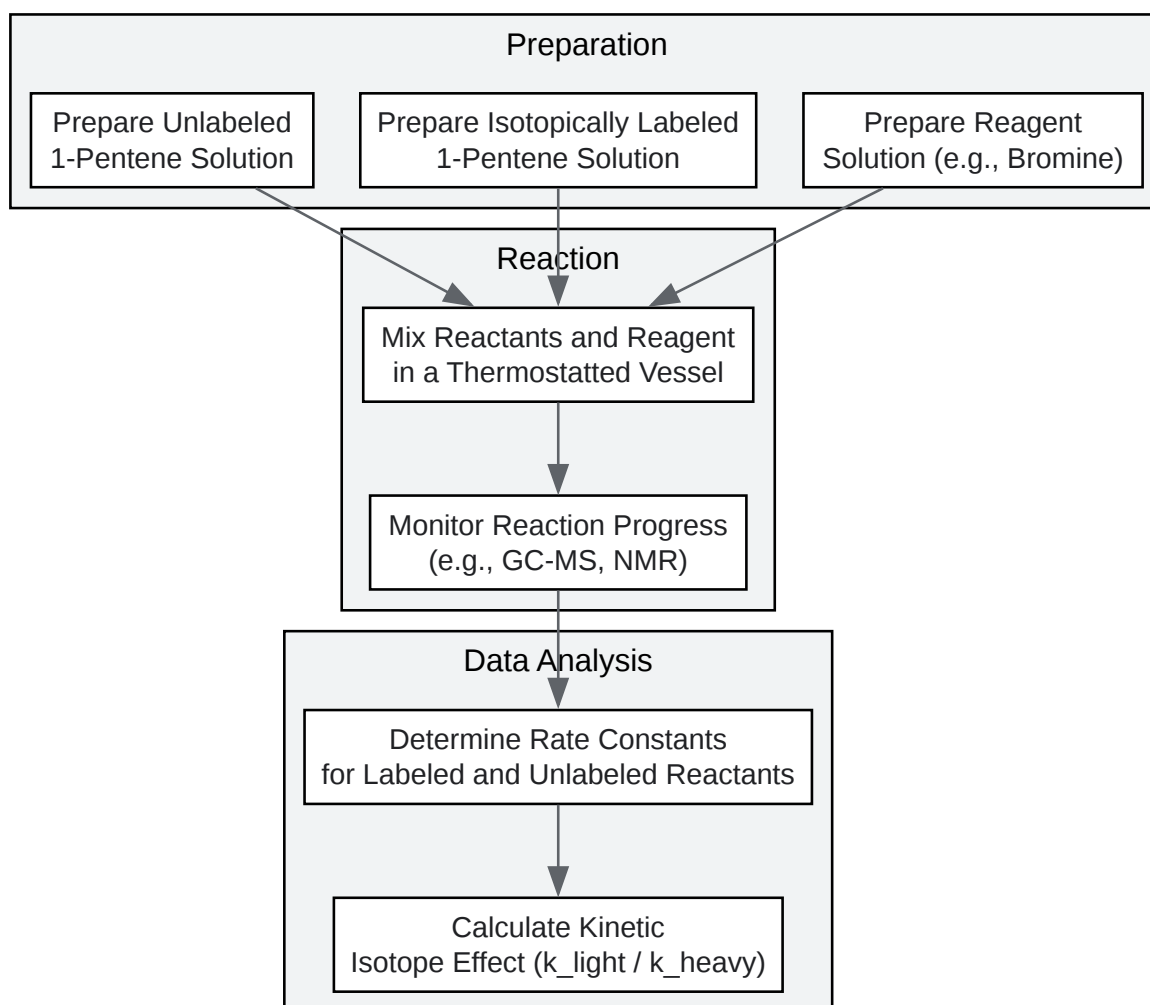 Preparation
Prepare Unlabeled
1-Pentene Solution
Prepare Isotopically Labeled
1-Pentene Solution
Prepare Reagent
Solution (e.g., Bromine)
Reaction
Mix Reactants and Reagent
in a Thermostatted Vessel
Monitor Reaction Progress
(e.g., GC-MS, NMR)
Data Analysis
Determine Rate Constants
for Labeled and Unlabeled Reactants
Calculate Kinetic
Isotope Effect (k_light / k_heavy)